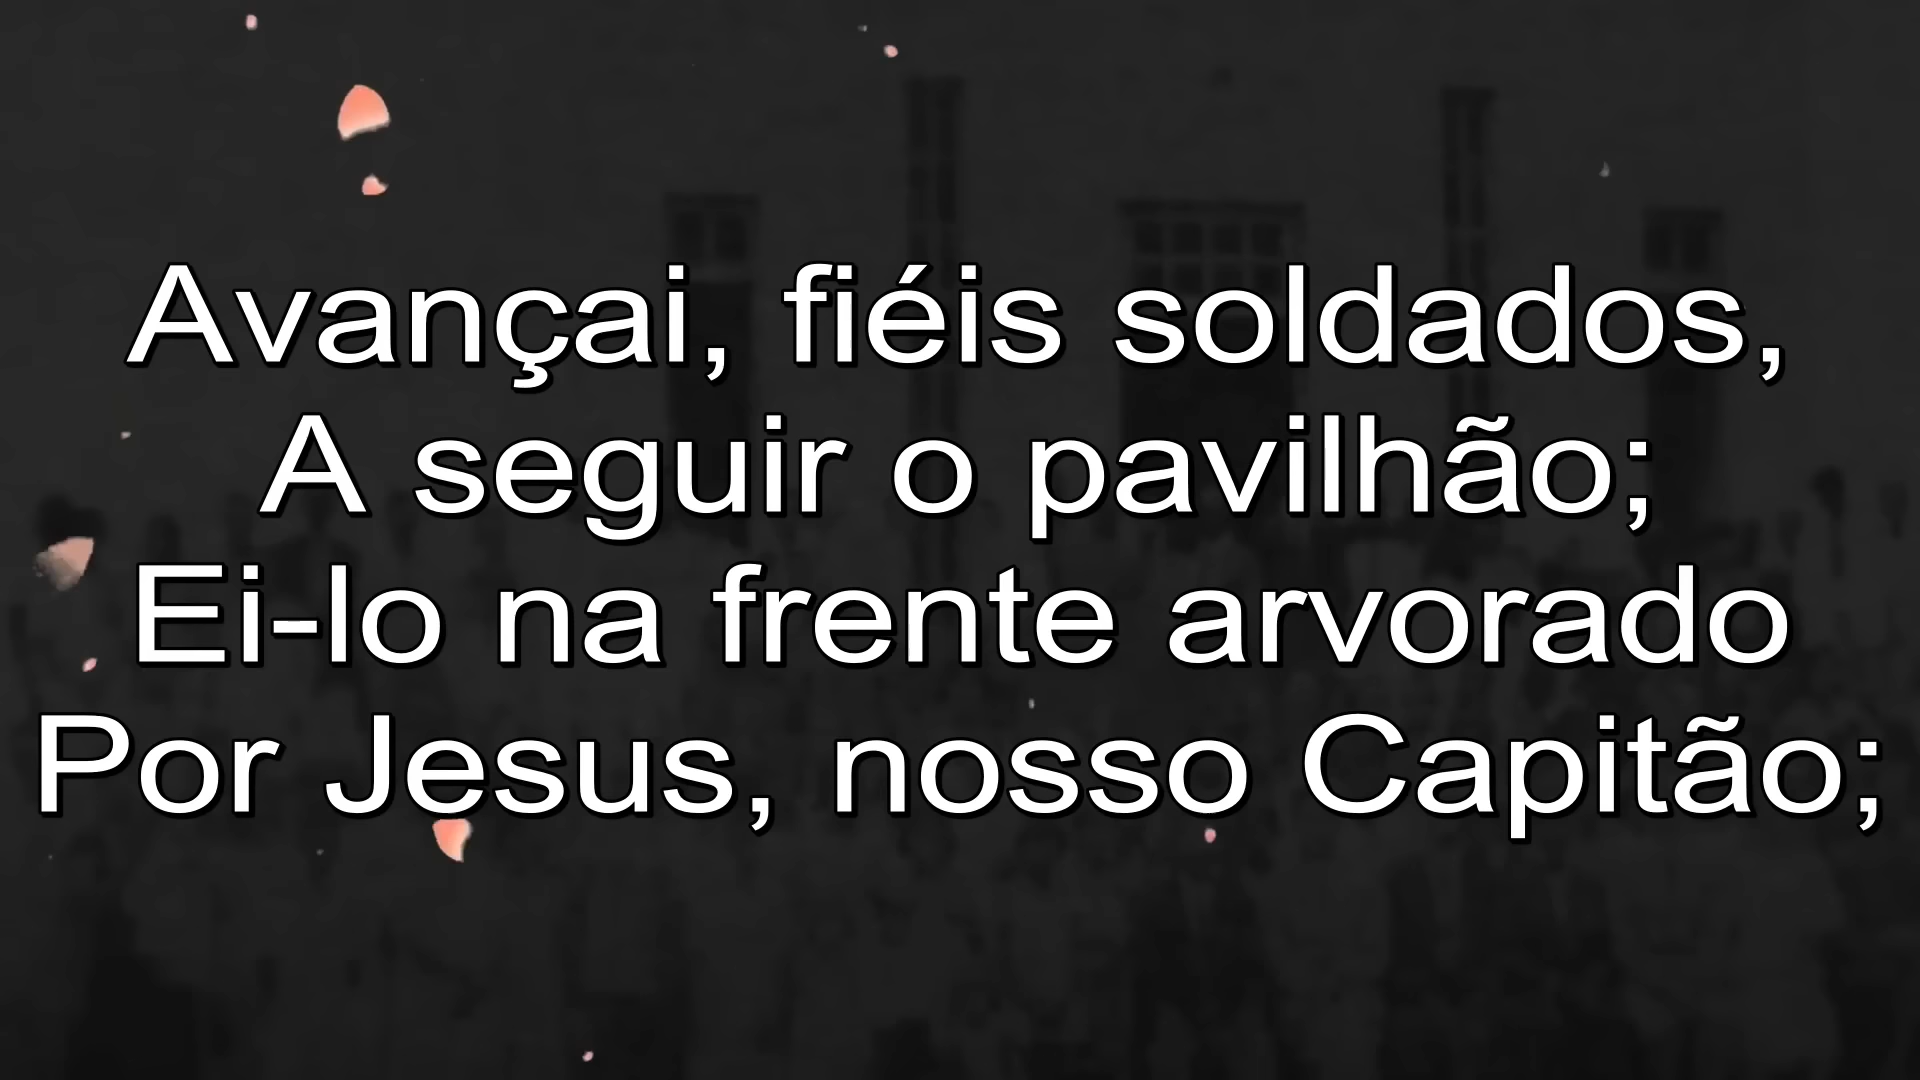 Avançai, fiéis soldados,
A seguir o pavilhão;
Ei-lo na frente arvorado
Por Jesus, nosso Capitão;